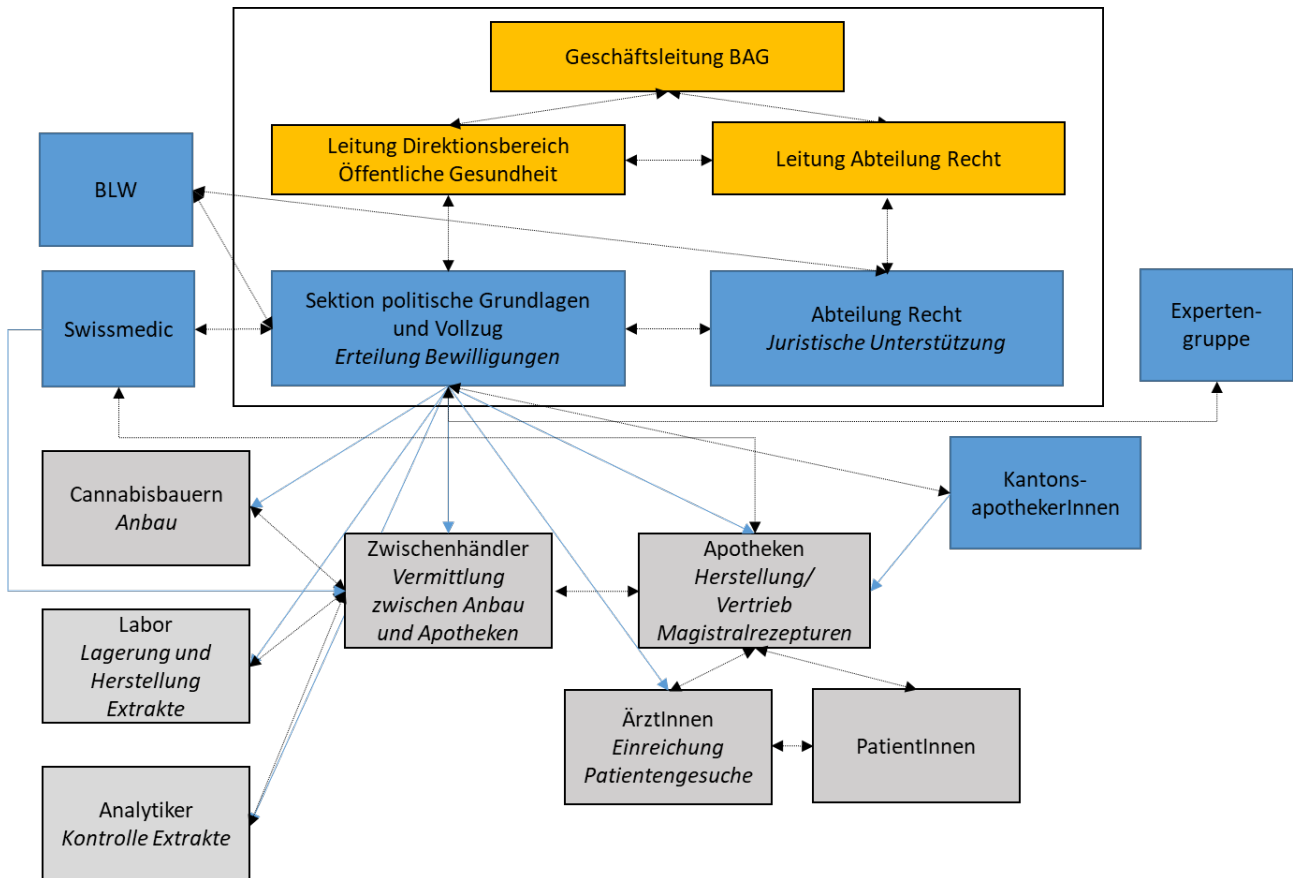 Geschäftsleitung BAG
Leitung Direktionsbereich
Öffentliche Gesundheit
Leitung Abteilung Recht
BLW
Swissmedic
Sektion politische Grundlagen
und Vollzug
Erteilung Bewilligungen
Abteilung Recht
Juristische Unterstützung
Experten-
gruppe
Cannabisbauern
Anbau
Zwischenhändler
Vermittlung
zwischen Anbau
und Apotheken
Apotheken
Herstellung/
Vertrieb
Magistralrezepturen
Kantons-
apothekerInnen
Labor
Lagerung und
Herstellung
Extrakte
ÄrztInnen
Einreichung
Patientengesuche
PatientInnen
Analytiker
Kontrolle Extrakte